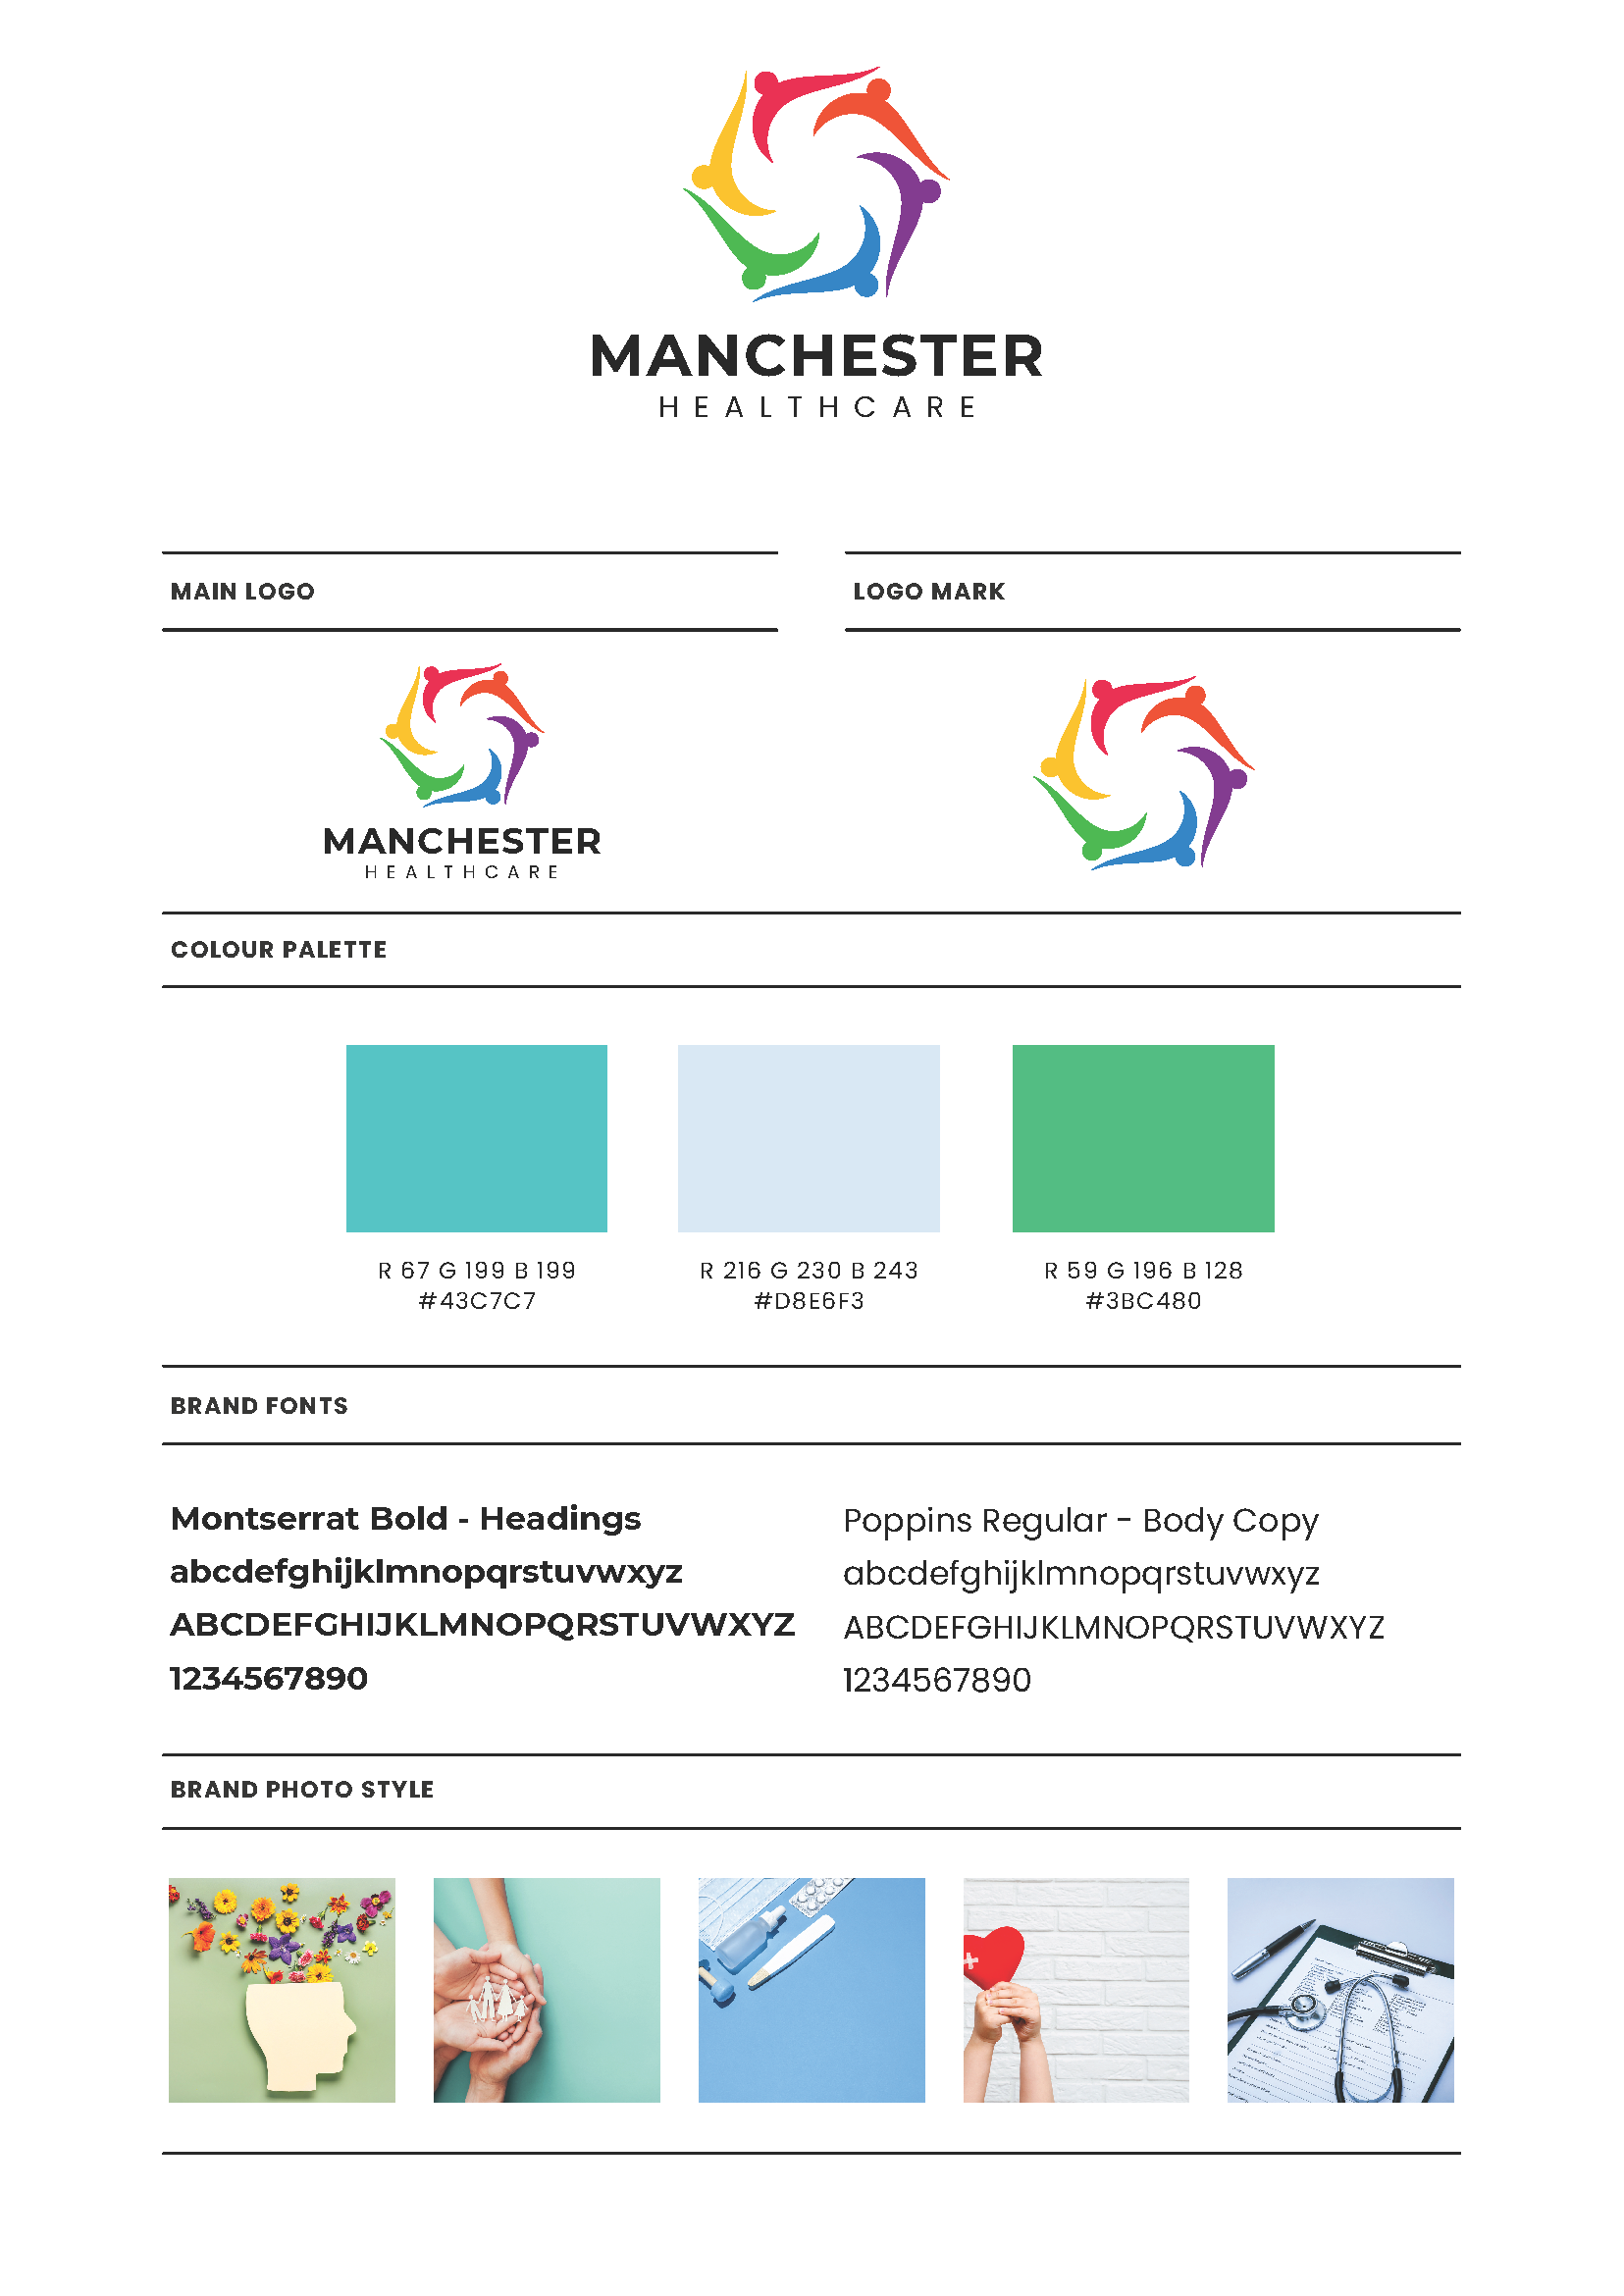 MANCHESTER
HEALTHCARE
MAIN LOGO
LOGO MARK
MANCHESTER
HEALTHCARE
COLOUR PALETTE
R 67 G 199 B 199
#43C7C7
R 216 G 230 B 243
#D8E6F3
R 59 G 196 B 128
#3BC480
BRAND FONTS
Montserrat Bold - Headings
abcdefghijklmnopqrstuvwxyz
ABCDEFGHIJKLMNOPQRSTUVWXYZ
1234567890
Poppins Regular - Body Copy
abcdefghijklmnopqrstuvwxyz
ABCDEFGHIJKLMNOPQRSTUVWXYZ
1234567890
BRAND PHOTO STYLE